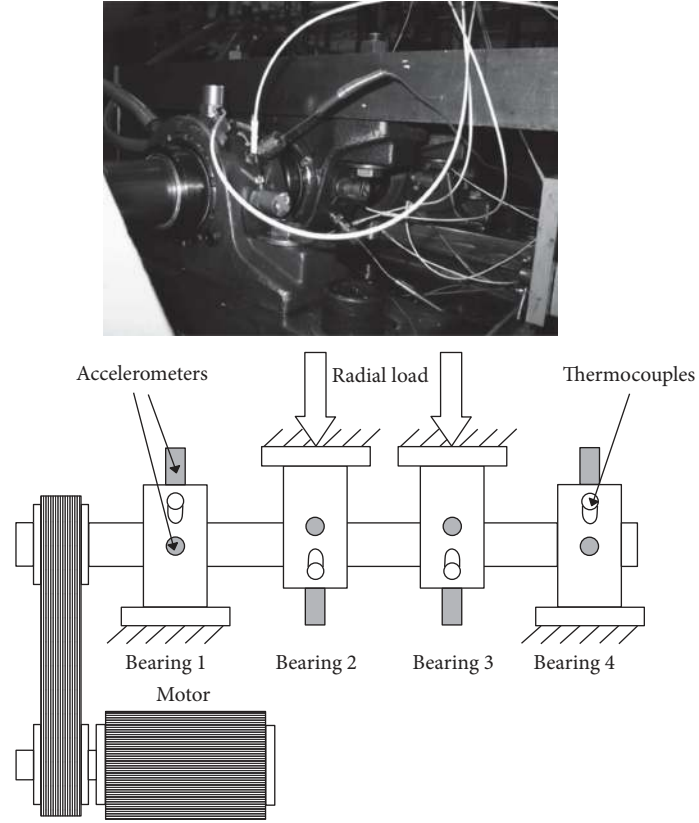 Accelerometers
Radial load
Thermocouples
Bearing 1
Bearing 2
Bearing 3
Bearing 4
Motor